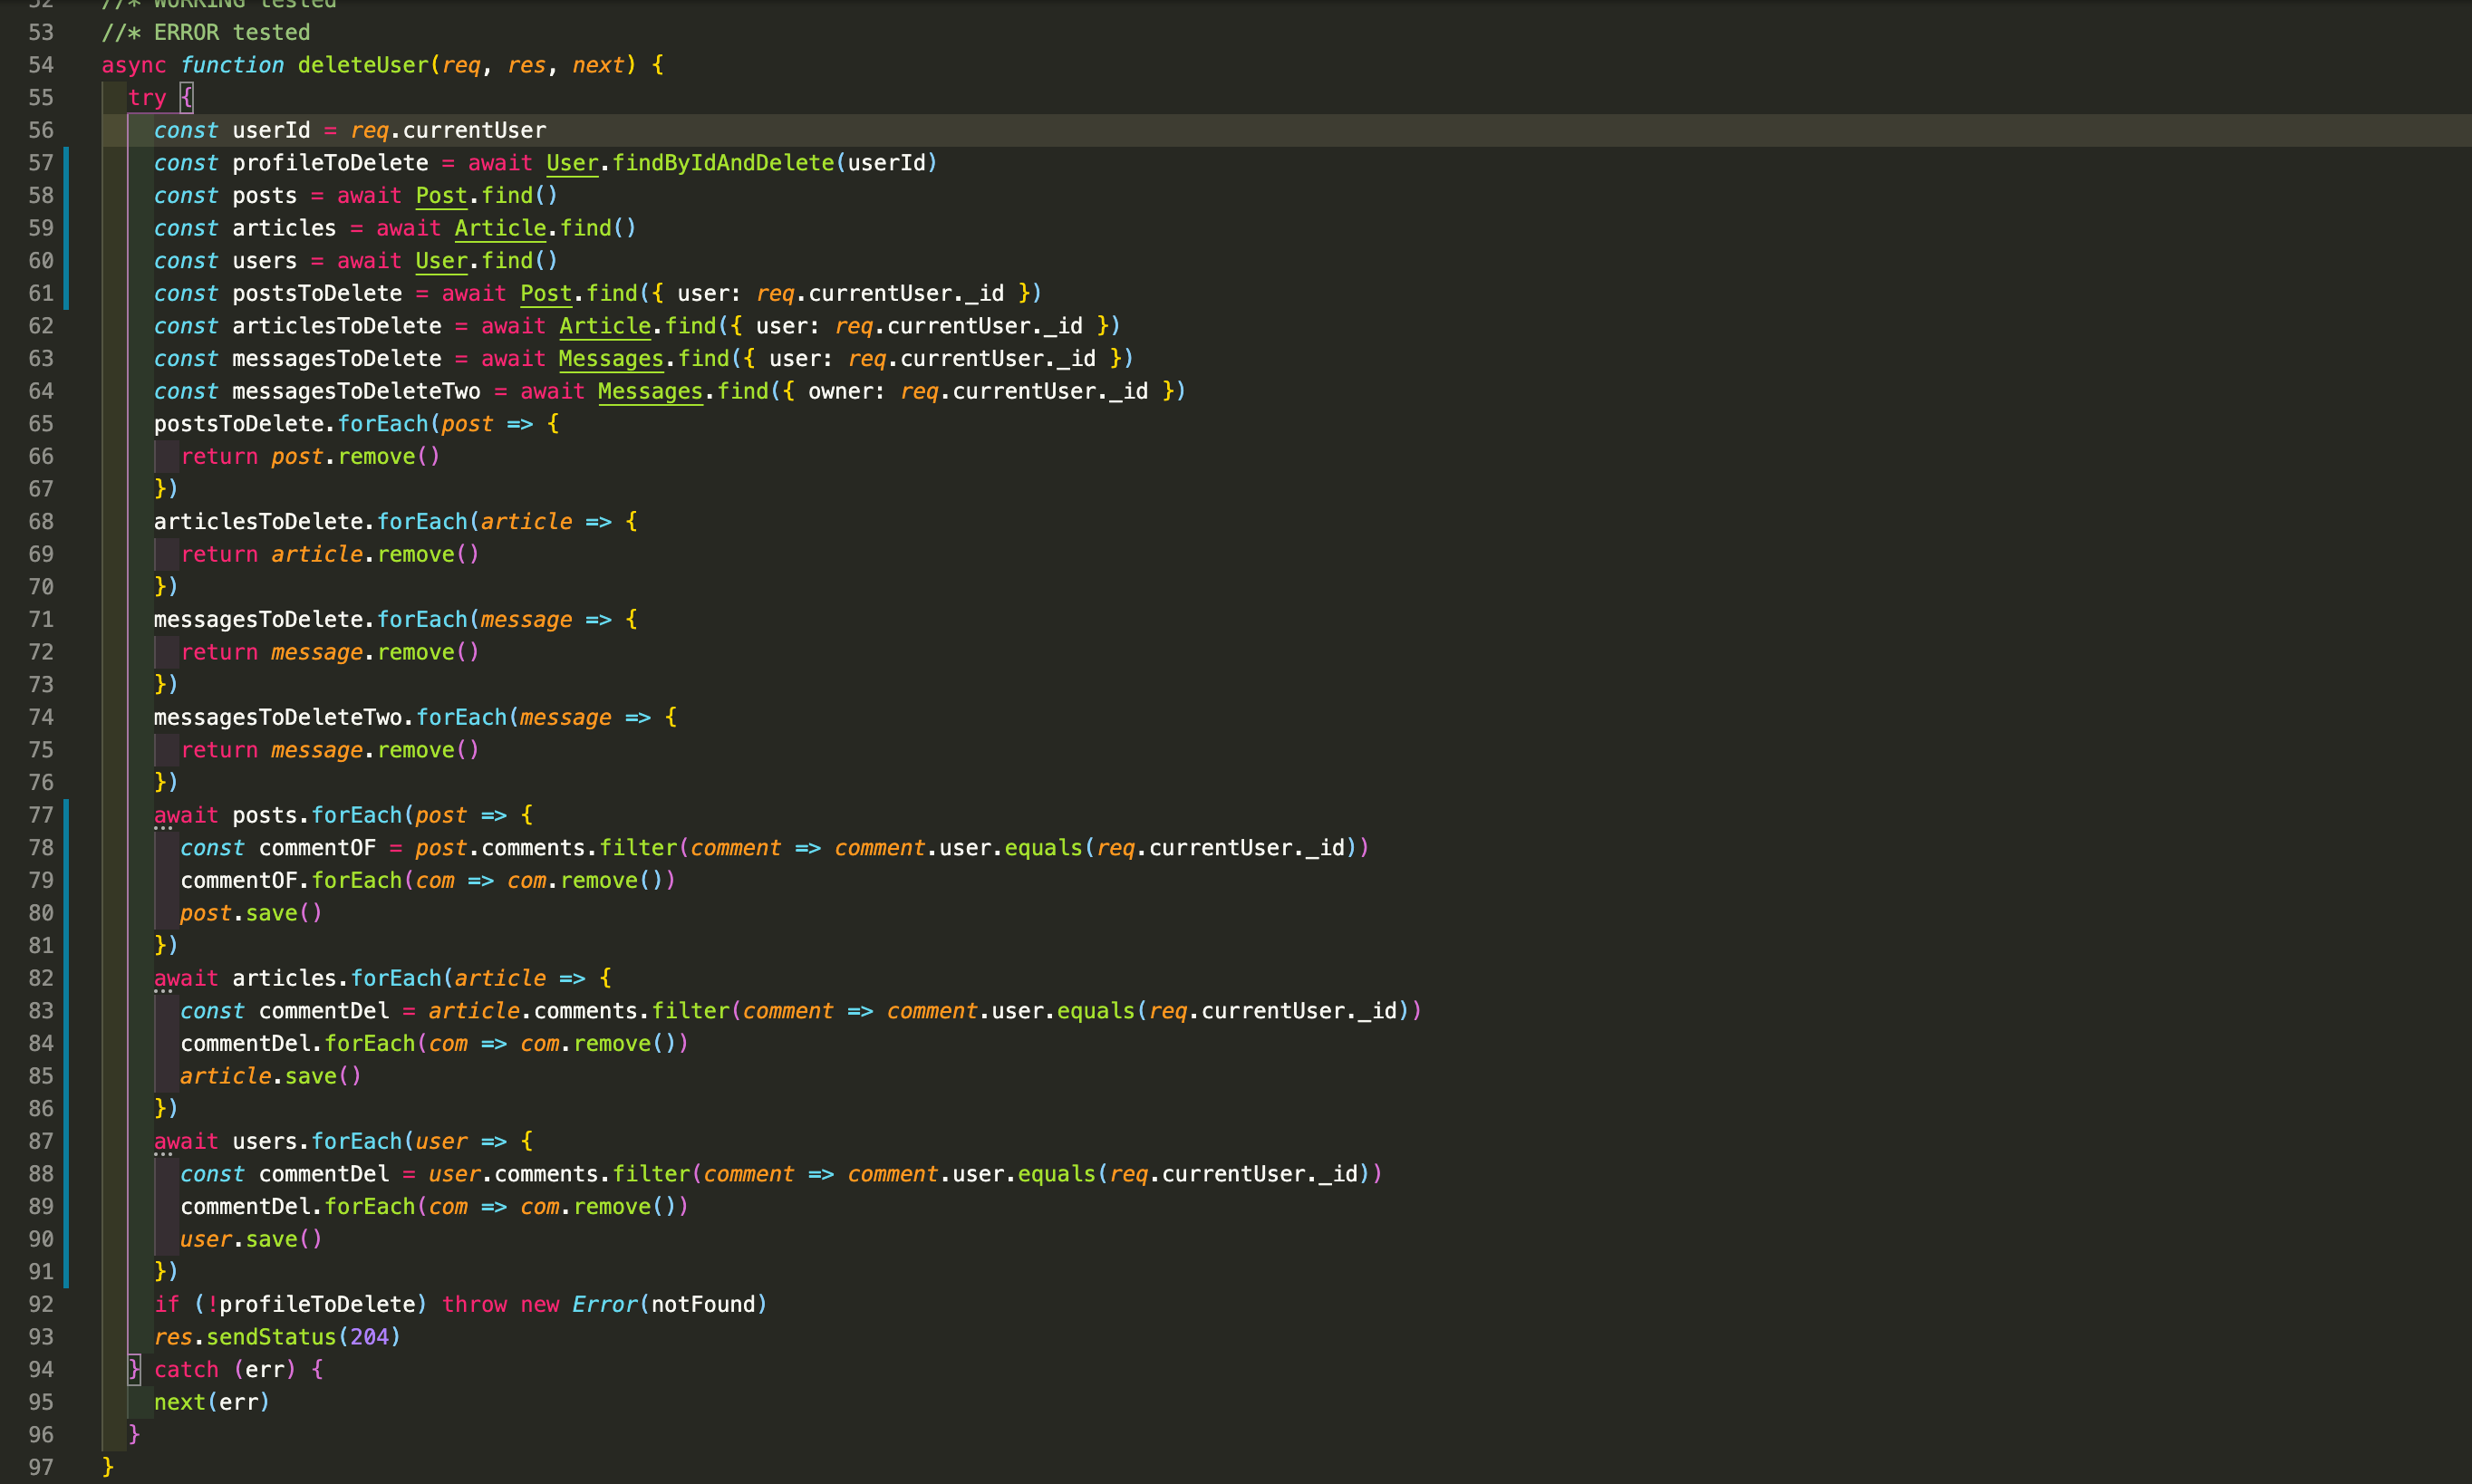 52 //* WORKING tested
53 //* ERROR tested
54 async function deleteUser(req, res, next) {
55 try {
56 const userId = req.currentUser
57 const profileToDelete = await User.findByIdAndDelete(userId)
58 const posts = await Post.find()
59 const articles = await Article.find()
60 const users = await User.find()
61 const postsToDelete = await Post.find({ user: req.currentUser._id })
62 const articlesToDelete = await Article.find({ user: req.currentUser._id })
63 const messagesToDelete = await Messages.find({ user: req.currentUser._id })
64 const messagesToDeleteTwo = await Messages.find({ owner: req.currentUser._id })
65 postsToDelete.forEach(post => {
66 return post.remove()
67 })
68 articlesToDelete.forEach(article => {
69 return article.remove()
70 })
71 messagesToDelete.forEach(message => {
72 return message.remove()
73 })
74 messagesToDeleteTwo.forEach(message => {
75 return message.remove()
76 })
77 await posts.forEach(post => {
78 const commentOF = post.comments.filter(comment => comment.user.equals(req.currentUser._id))
79 commentOF.forEach(com => com.remove())
80 post.save()
81 })
82 await articles.forEach(article => {
83 const commentDel = article.comments.filter(comment => comment.user.equals(req.currentUser._id))
84 commentDel.forEach(com => com.remove())
85 article.save()
86 })
87 await users.forEach(user => {
88 const commentDel = user.comments.filter(comment => comment.user.equals(req.currentUser._id))
89 commentDel.forEach(com => com.remove())
90 user.save()
91 })
92 if (!profileToDelete) throw new Error(notFound)
93 res.sendStatus(204)
94 } catch (err) {
95 next(err)
96 }
97 }